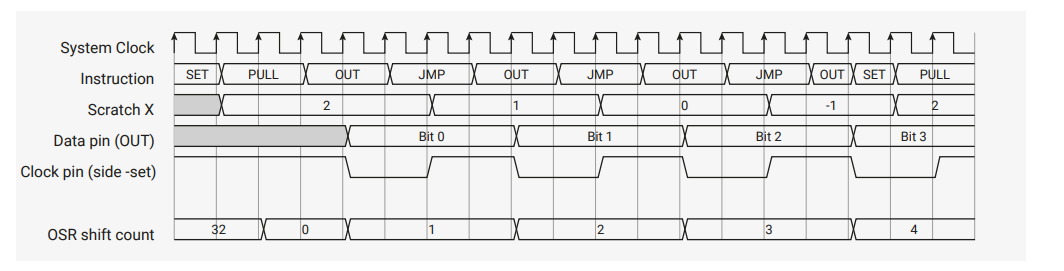 System Clock
Instruction SET PULL OUT JMP OUT JMP OUT JMP OUT SET PULL
Scratch X 2 1 0 -1 2
Data pin (OUT) Bit 0 Bit 1 Bit 2 Bit 3
Clock pin (side -set)
OSR shift count 32 0 1 2 3 4